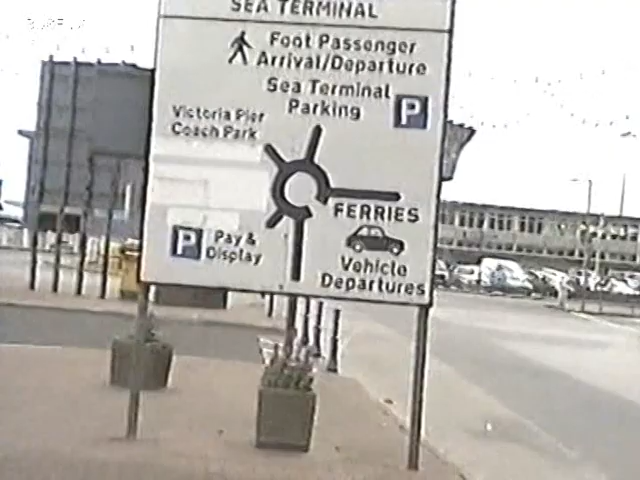 SEA TERMINAL
Foot Passenger
Arrival/Departure
Sea Terminal
Parking
P
Victoria Pier
Coach Park
FERRIES
P
Pay &
Display
Vehicle
Departures